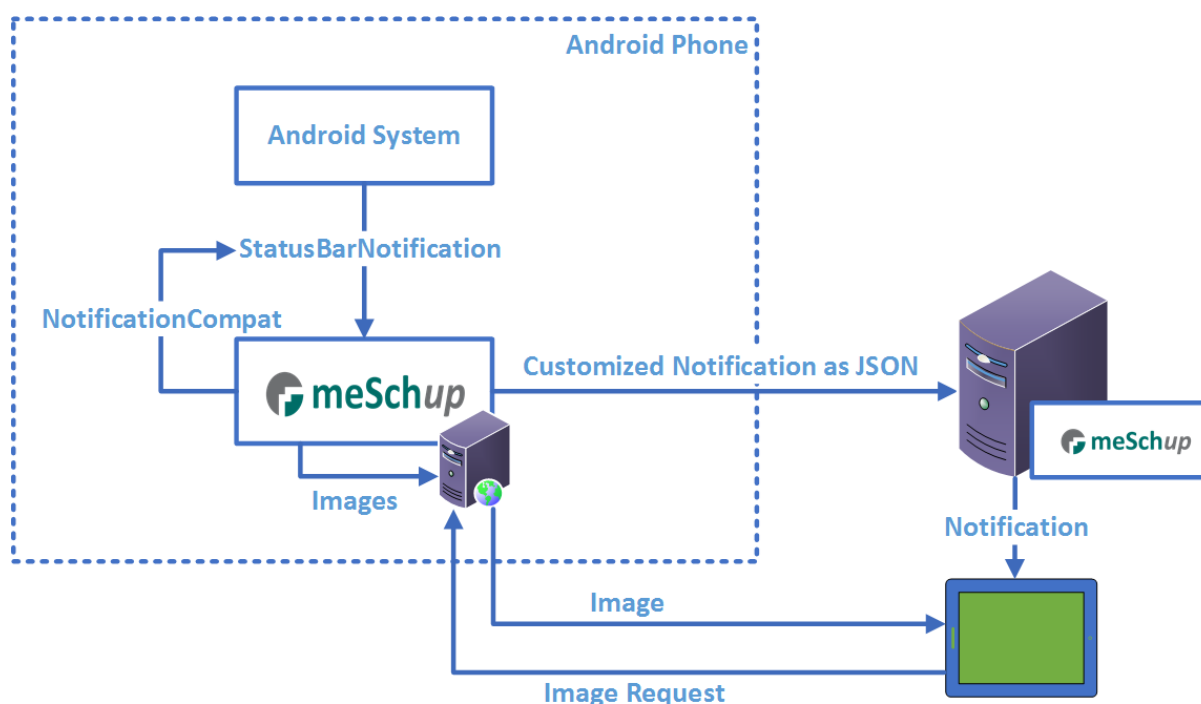 Android Phone
Android System
StatusBarNotification
NotificationCompat
Customized Notification as JSON
meSchup
meSchup
Images
Notification
Image
Image Request